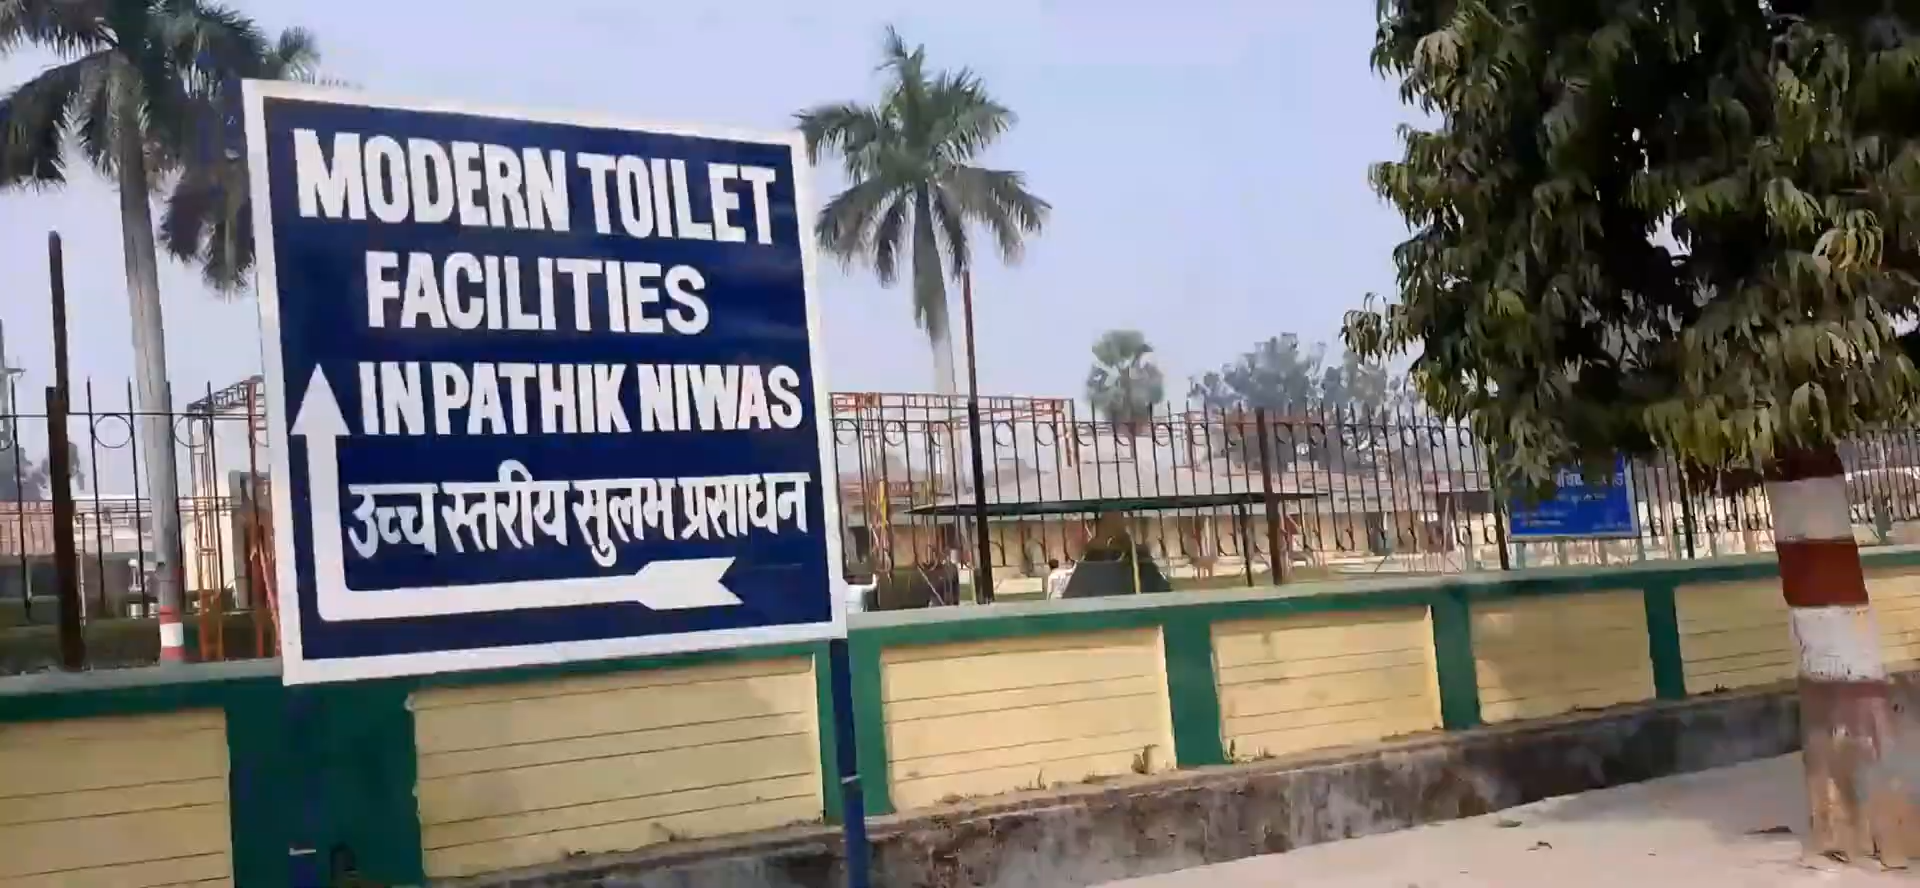 MODERN TOILET
FACILITIES
IN PATHIK NIWAS
उच्च स्तरीय सुलभ प्रसाधन